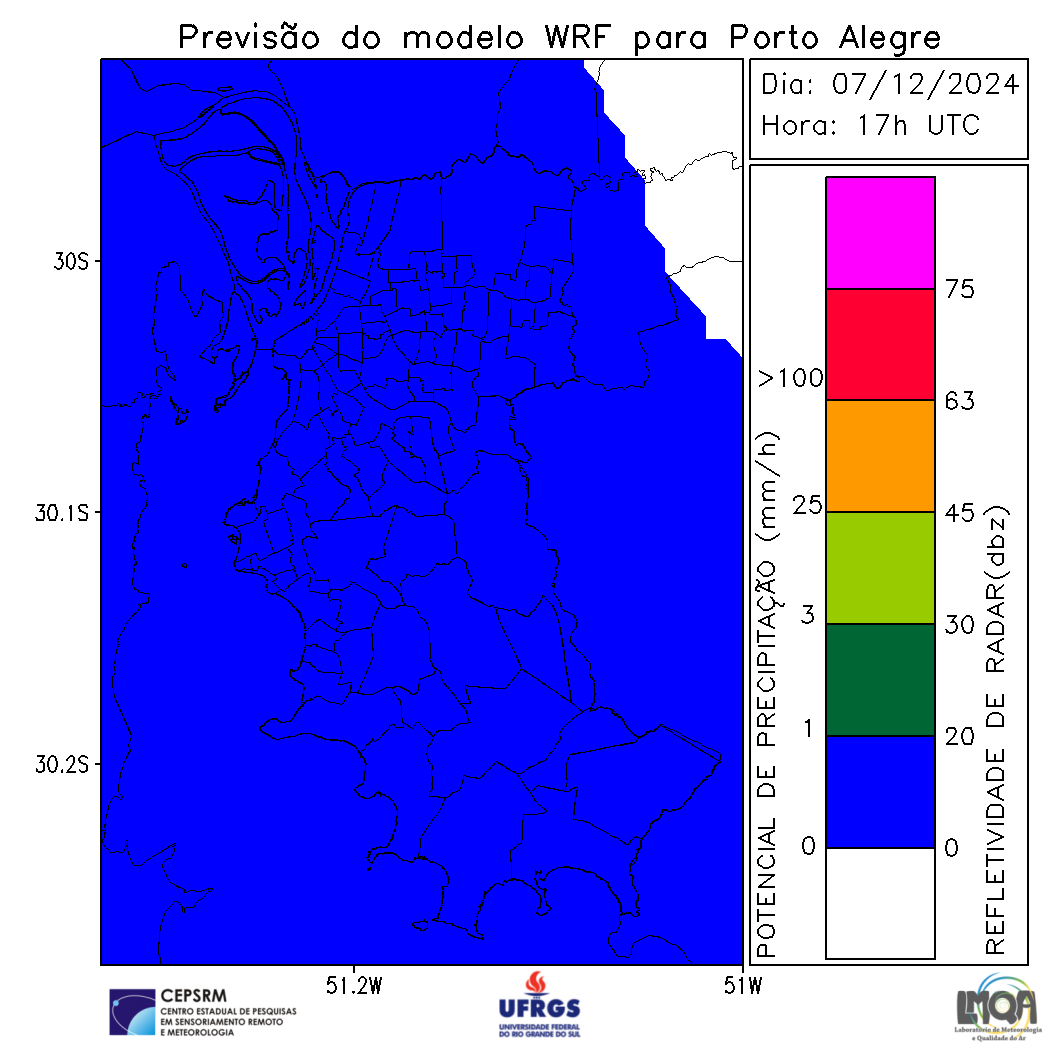 Previsão do modelo WRF para Porto Alegre
Dia: 07/12/2024
Hora: 17h UTC
30S
30.1S
30.2S
51.2W
51W
POTENCIAL DE PRECIPITAÇÃO (mm/h)
>100
25
3
1
0
75
63
45
30
20
0
REFLETIVIDADE DE RADAR(dbz)
CEPSRM
CENTRO ESTADUAL DE PESQUISAS
EM SENSORIAMENTO REMOTO
E METEOROLOGIA
UFRGS
UNIVERSIDADE FEDERAL
DO RIO GRANDE DO SUL
LMQA
Laboratório de Meteorologia
e Qualidade do Ar